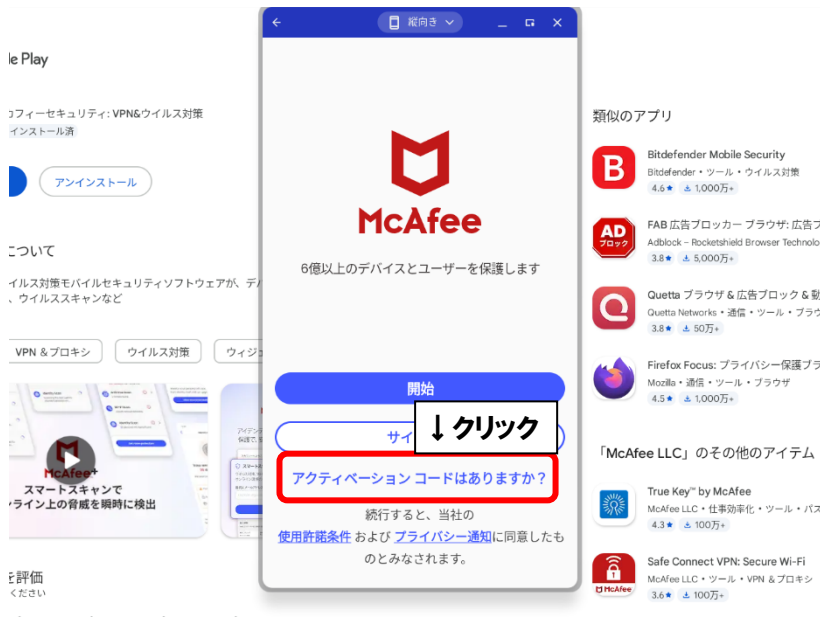 le Play
カフィーセキュリティ: VPN&ウイルス対策
インストール済
アンインストール
について
イルス対策モバイルセキュリティソフトウェアが、デバ
、ウイルススキャンなど
VPN & プロキシ
ウイルス対策
ウィジェ
McAfee+
スマートスキャンで
ライン上の脅威を瞬時に検出
を評価
ください
縦向き
McAfee
6億以上のデバイスとユーザーを保護します
開始
サイ
↓クリック
アクティベーション コードはありますか？
続行すると、当社の
使用許諾条件 および プライバシー通知に同意したも
のとみなされます。
類似のアプリ
Bitdefender Mobile Security
Bitdefender・ツール・ウイルス対策
4.6★ 1,000万+
AD
ブロック
FAB 広告ブロッカー ブラウザ: 広告ブ
Adblock – Rocketshield Browser Technolo
3.8★ 5,000万+
Quetta ブラウザ & 広告ブロック & 動
Quetta Networks・通信・ツール・ブラウ
3.8★ 50万+
Firefox Focus: プライバシー保護ブラ
Mozilla・通信・ツール・ブラウザ
4.5★ 1,000万+
「McAfee LLC」のその他のアイテム
True Key™ by McAfee
McAfee LLC・仕事効率化・ツール・パス
4.3★ 100万+
Safe Connect VPN: Secure Wi-Fi
McAfee LLC・ツール・VPN & プロキシ
3.6★ 100万+
McAfee